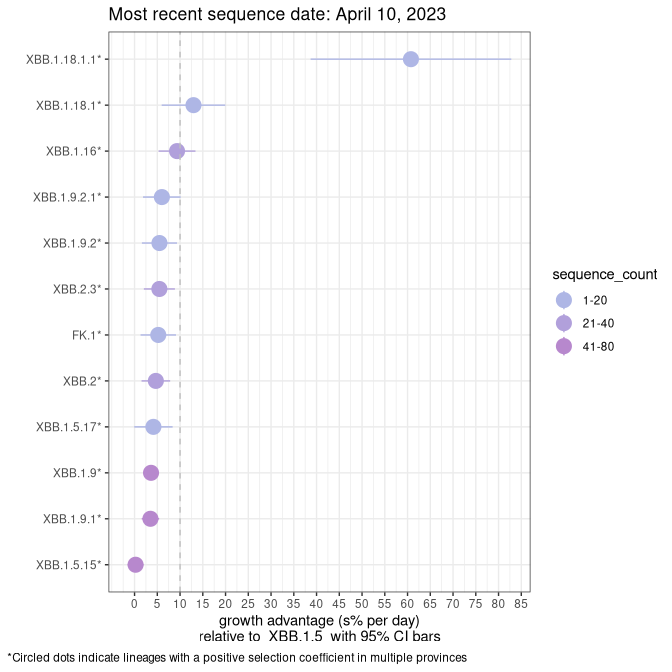 Most recent sequence date: April 10, 2023
XBB.1.18.1.1*
XBB.1.18.1*
XBB.1.16*
XBB.1.9.2.1*
XBB.1.9.2*
XBB.2.3*
FK.1*
XBB.2*
XBB.1.5.17*
XBB.1.9*
XBB.1.9.1*
XBB.1.5.15*
0 5 10 15 20 25 30 35 40 45 50 55 60 65 70 75 80 85
growth advantage (s% per day)
relative to XBB.1.5 with 95% CI bars
sequence_count
1-20
21-40
41-80
*Circled dots indicate lineages with a positive selection coefficient in multiple provinces